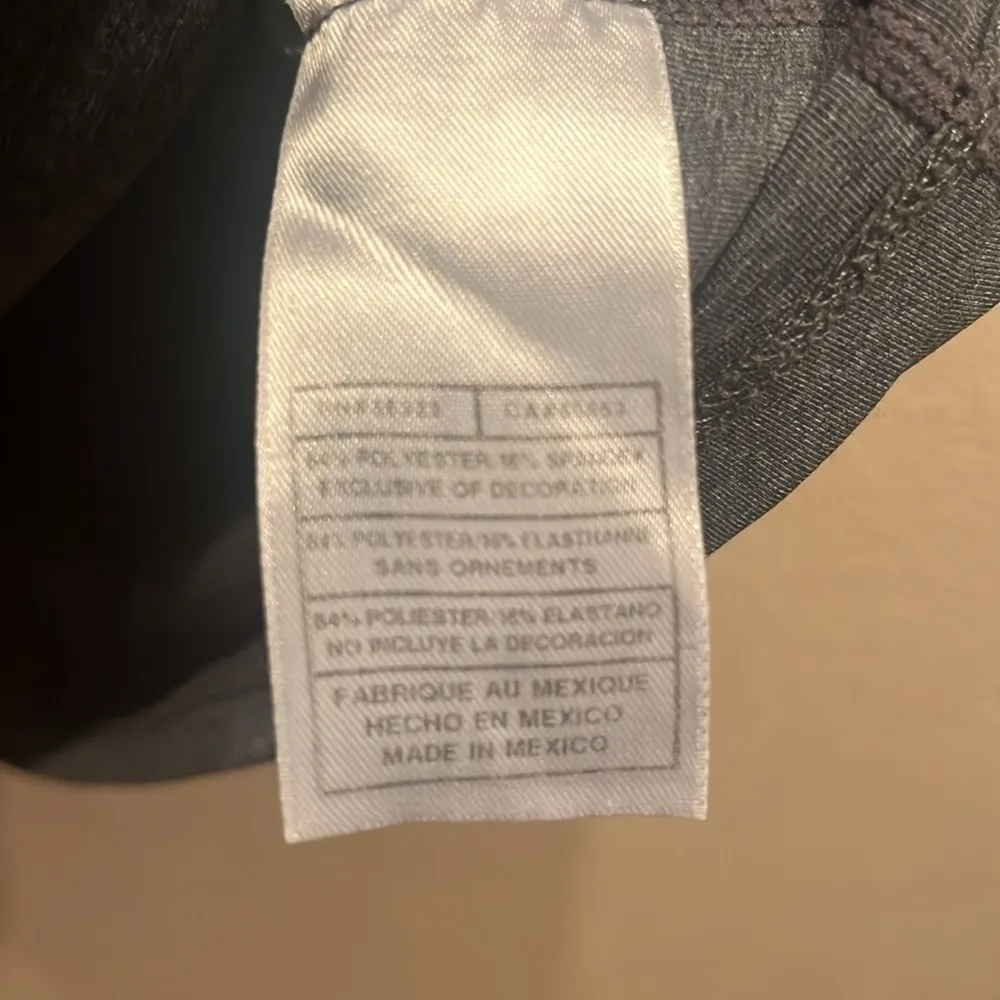 84% POLYESTER/16% SPANDEX
EXCLUSIVE OF DECORATION
84% POLYESTER/16% ELASTHANNE
SANS ORNEMENTS
84% POLIESTER/16% ELASTANO
NO INCLUYE LA DECORACION
FABRIQUE AU MEXIQUE
HECHO EN MEXICO
MADE IN MEXICO